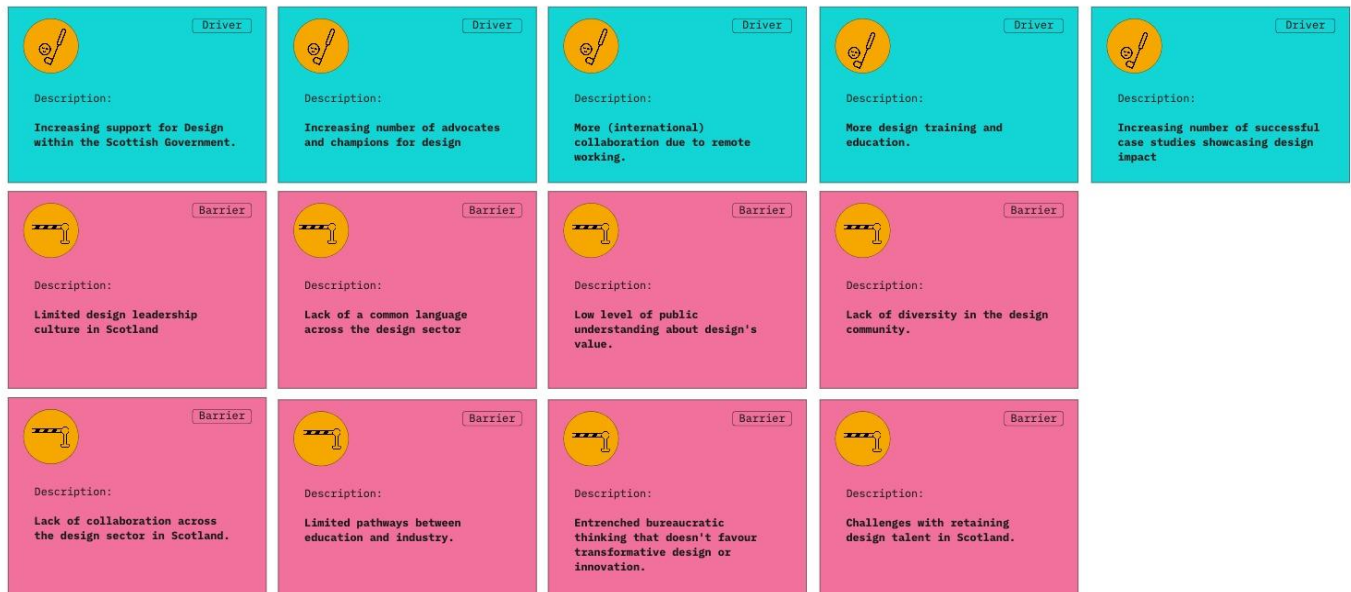 Driver
Description:
Increasing support for Design
within the Scottish Government.
Driver
Description:
Increasing number of advocates
and champions for design
Driver
Description:
More (international)
collaboration due to remote
working.
Driver
Description:
More design training and
education.
Driver
Description:
Increasing number of successful
case studies showcasing design
impact
Barrier
Description:
Limited design leadership
culture in Scotland
Barrier
Description:
Lack of a common language
across the design sector
Barrier
Description:
Low level of public
understanding about design's
value.
Barrier
Description:
Lack of diversity in the design
community.
Barrier
Description:
Lack of collaboration across
the design sector in Scotland.
Barrier
Description:
Limited pathways between
education and industry.
Barrier
Description:
Entrenched bureaucratic
thinking that doesn't favour
transformative design or
innovation.
Barrier
Description:
Challenges with retaining
design talent in Scotland.